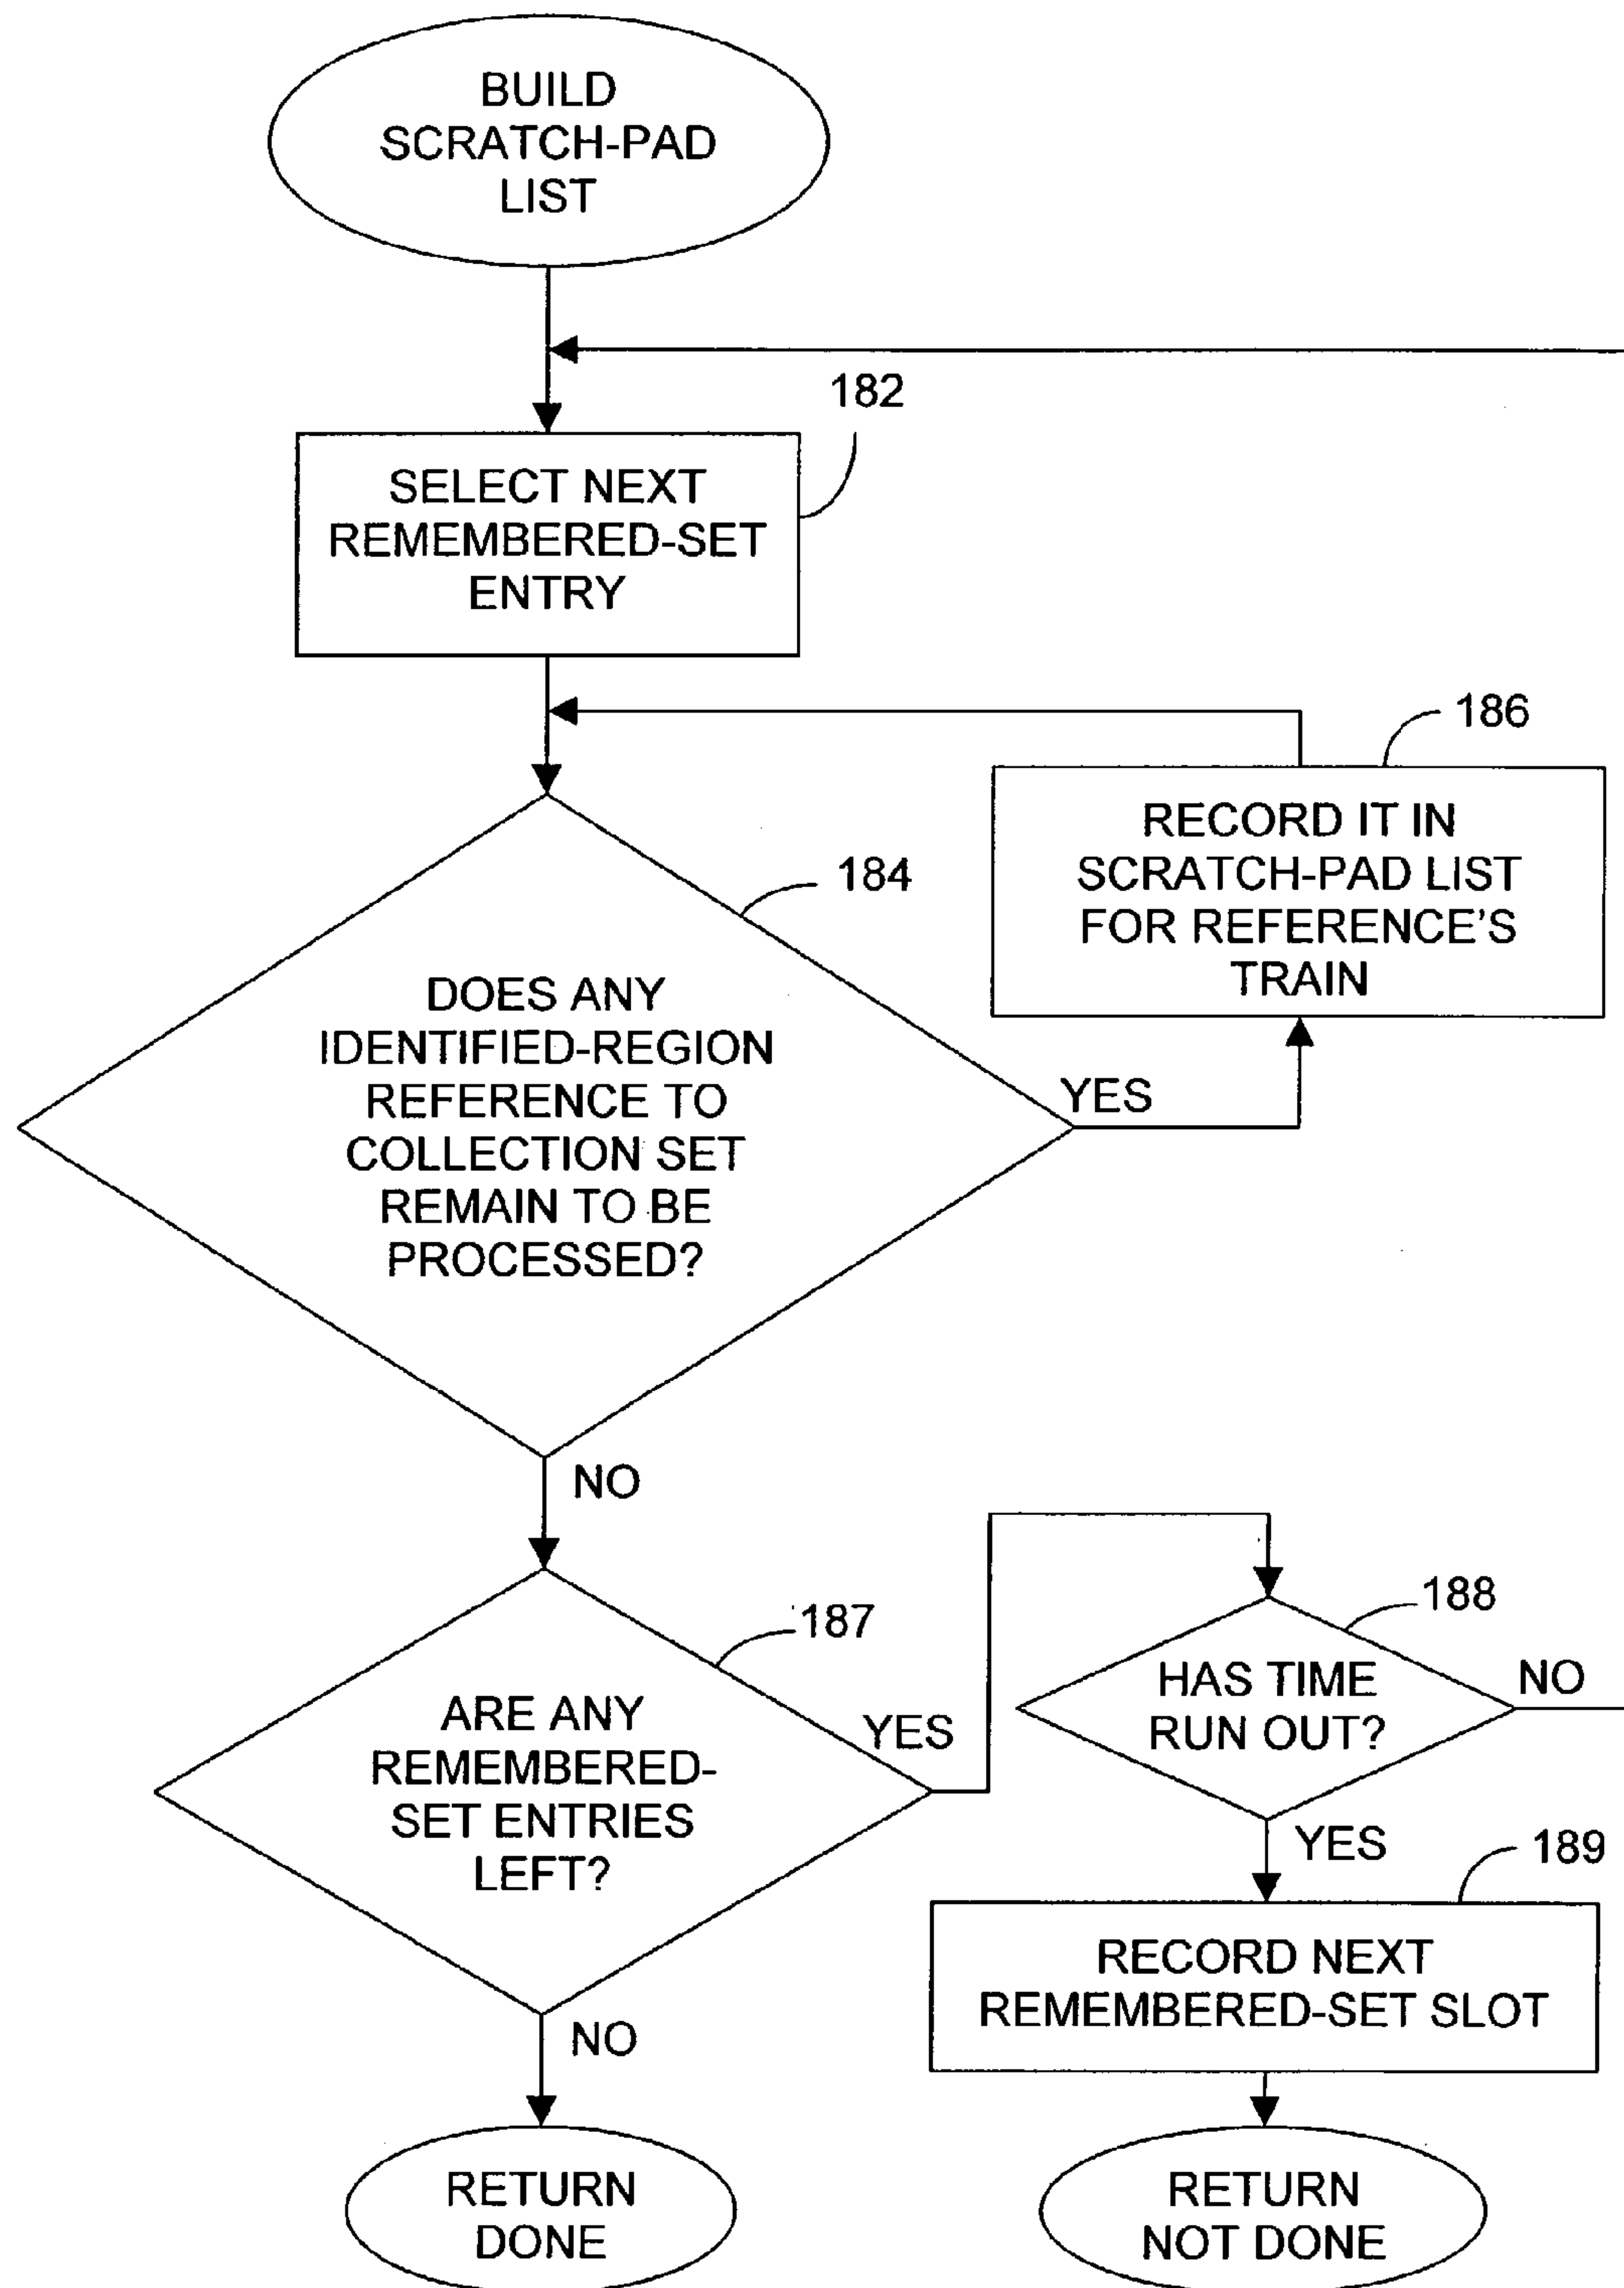 BUILD
SCRATCH-PAD
LIST
182
SELECT NEXT
REMEMBERED-SET
ENTRY
186
RECORD IT IN
SCRATCH-PAD LIST
FOR REFERENCE'S
TRAIN
184
DOES ANY
IDENTIFIED-REGION
REFERENCE TO
COLLECTION SET
REMAIN TO BE
PROCESSED?
YES
NO
187
ARE ANY
REMEMBERED-
SET ENTRIES
LEFT?
YES
188
HAS TIME
RUN OUT?
NO
YES
189
RECORD NEXT
REMEMBERED-SET SLOT
NO
RETURN
DONE
RETURN
NOT DONE